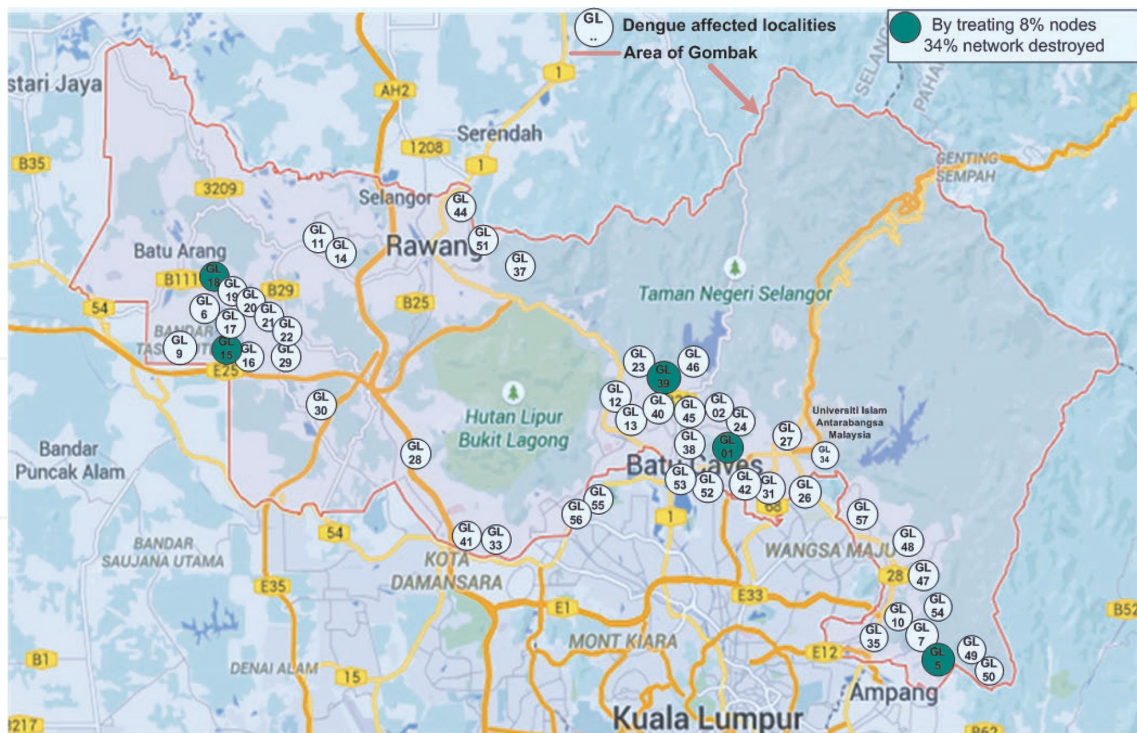 GL
..
Dengue affected localities
Area of Gombak
By treating 8% nodes
34% network destroyed
SELANG
PAHAN
stari Jaya
AH2
1
Serendah
B35
1208
1
GENTING
SEMPAH
3209
Selangor
GL
44
Rawang
GL
51
GL
11
GL
14
GL
37
Batu Arang
B111
GL
18
GL
19
B29
GL
20
B25
Taman Negeri Selangor
54
GL
6
GL
17
GL
21
GL
22
BANDAR
GL
9
GL
15
GL
16
GL
29
E25
GL
23
GL
46
GL
39
GL
30
GL
12
GL
13
GL
40
GL
45
GL
02
GL
24
Hutan Lipur
Bukit Lagong
Universiti Islam
Antarabangsa
Malaysia
Bandar
Puncak Alam
GL
28
GL
38
GL
01
GL
27
GL
34
Batu Caves
GL
53
GL
52
GL
42
GL
31
GL
26
68
GL
55
GL
56
1
GL
57
54
GL
41
GL
33
BANDAR
SAUJANA UTAMA
KOTA
DAMANSARA
WANGSA MAJU
GL
48
28
GL
47
E35
E1
E33
GL
54
B52
GL
10
GL
35
GL
7
MONT KIARA
B1
DENAI ALAM
E12
GL
5
GL
49
GL
50
15
Ampang
Kuala Lumpur
3217
B62